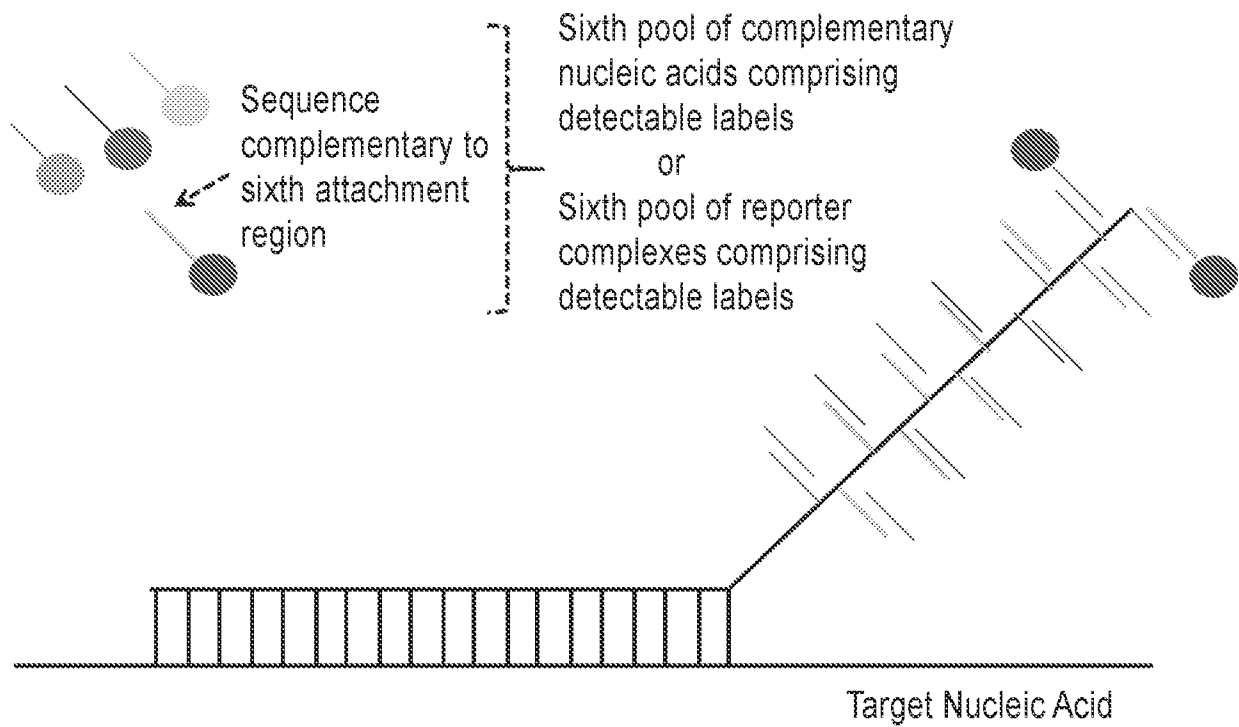 Sequence
complementary to
sixth attachment
region
Sixth pool of complementary
nucleic acids comprising
detectable labels
or
Sixth pool of reporter
complexes comprising
detectable labels
Target Nucleic Acid